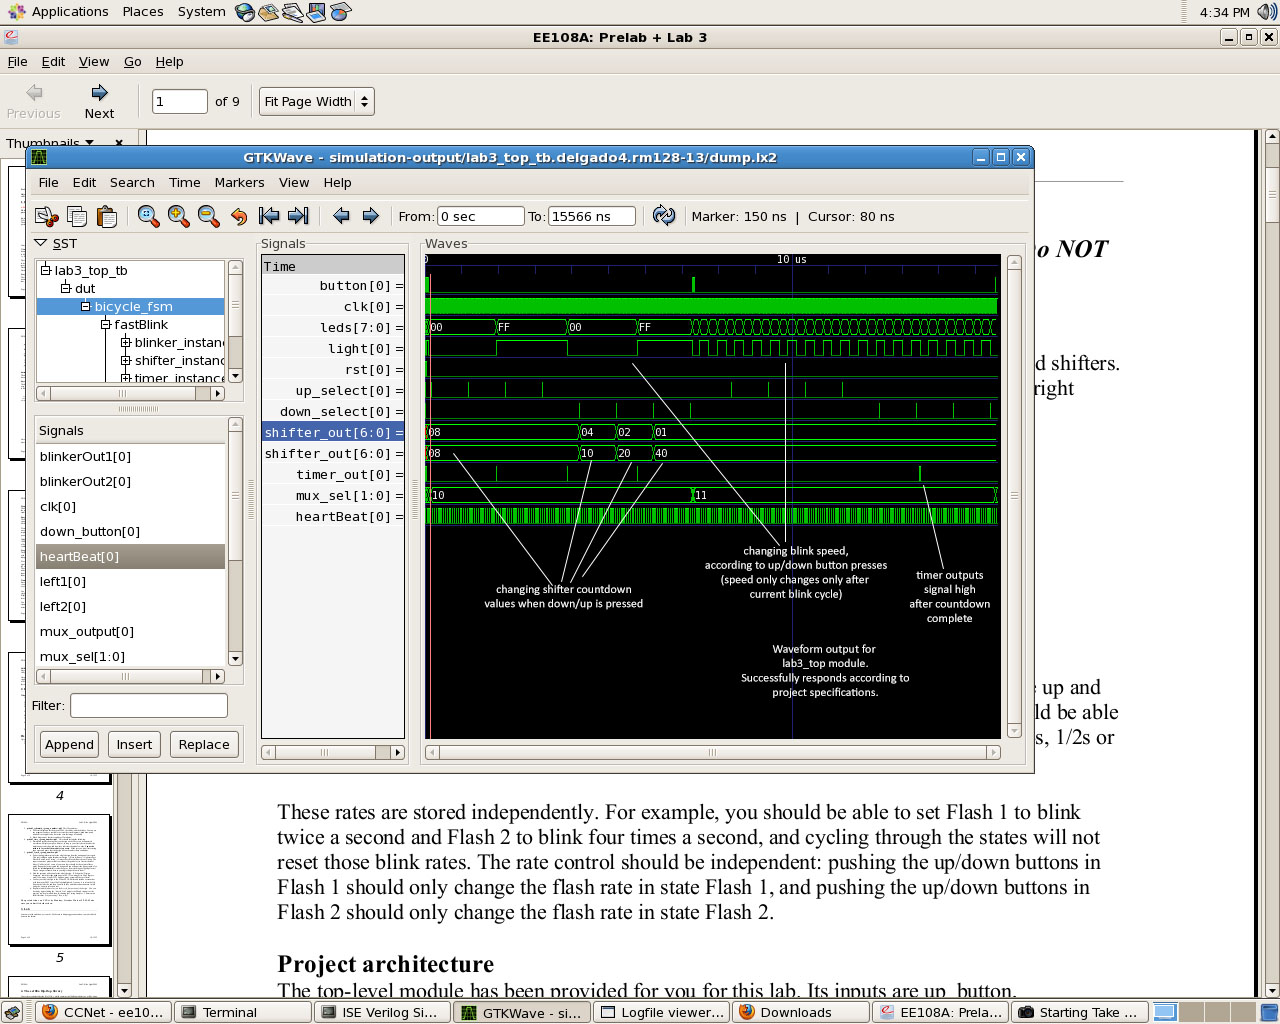 Applications Places System 4:34 PM
EE108A: Prelab + Lab 3
File Edit View Go Help
Previous Next 1 of 9 Fit Page Width
Thumbnails
GTKWave - simulation-output/lab3_top_tb.delgado4.rm128-13/dump.lx2
File Edit Search Time Markers View Help
From: 0 sec To: 15566 ns Marker: 150 ns | Cursor: 80 ns
SST
lab3_top_tb
dut
bicycle_fsm
fastBlink
blinker_instan
shifter_instanc
timer_instance
Signals
blinkerOut1[0]
blinkerOut2[0]
clk[0]
down_button[0]
heartBeat[0]
left1[0]
left2[0]
mux_output[0]
mux_sel[1:0]
Filter:
Append Insert Replace
Signals
Time
button[0] =
clk[0] =
leds[7:0] =
light[0] =
rst[0] =
up_select[0] =
down_select[0] =
shifter_out[6:0] =
shifter_out[6:0] =
timer_out[0] =
mux_sel[1:0] =
heartBeat[0] =
Waves
0 10 us
00 FF 00 FF
08 04 02 01
08 10 20 40
10 11
changing shifter countdown
values when down/up is pressed
changing blink speed,
according to up/down button presses
(speed only changes only after
current blink cycle)
timer outputs
signal high
after countdown
complete
Waveform output for
lab3_top module.
Successfully responds according to
project specifications.
o NOT
d shifters.
right
e up and
ld be able
s, 1/2s or
4
5
These rates are stored independently. For example, you should be able to set Flash 1 to blink
twice a second and Flash 2 to blink four times a second, and cycling through the states will not
reset those blink rates. The rate control should be independent: pushing the up/down buttons in
Flash 1 should only change the flash rate in state Flash 1, and pushing the up/down buttons in
Flash 2 should only change the flash rate in state Flash 2.
Project architecture
The top-level module has been provided for you for this lab. Its inputs are up_button,
CCNet - ee10... Terminal ISE Verilog Si... GTKWave - si... Logfile viewer... Downloads EE108A: Prela... Starting Take ...